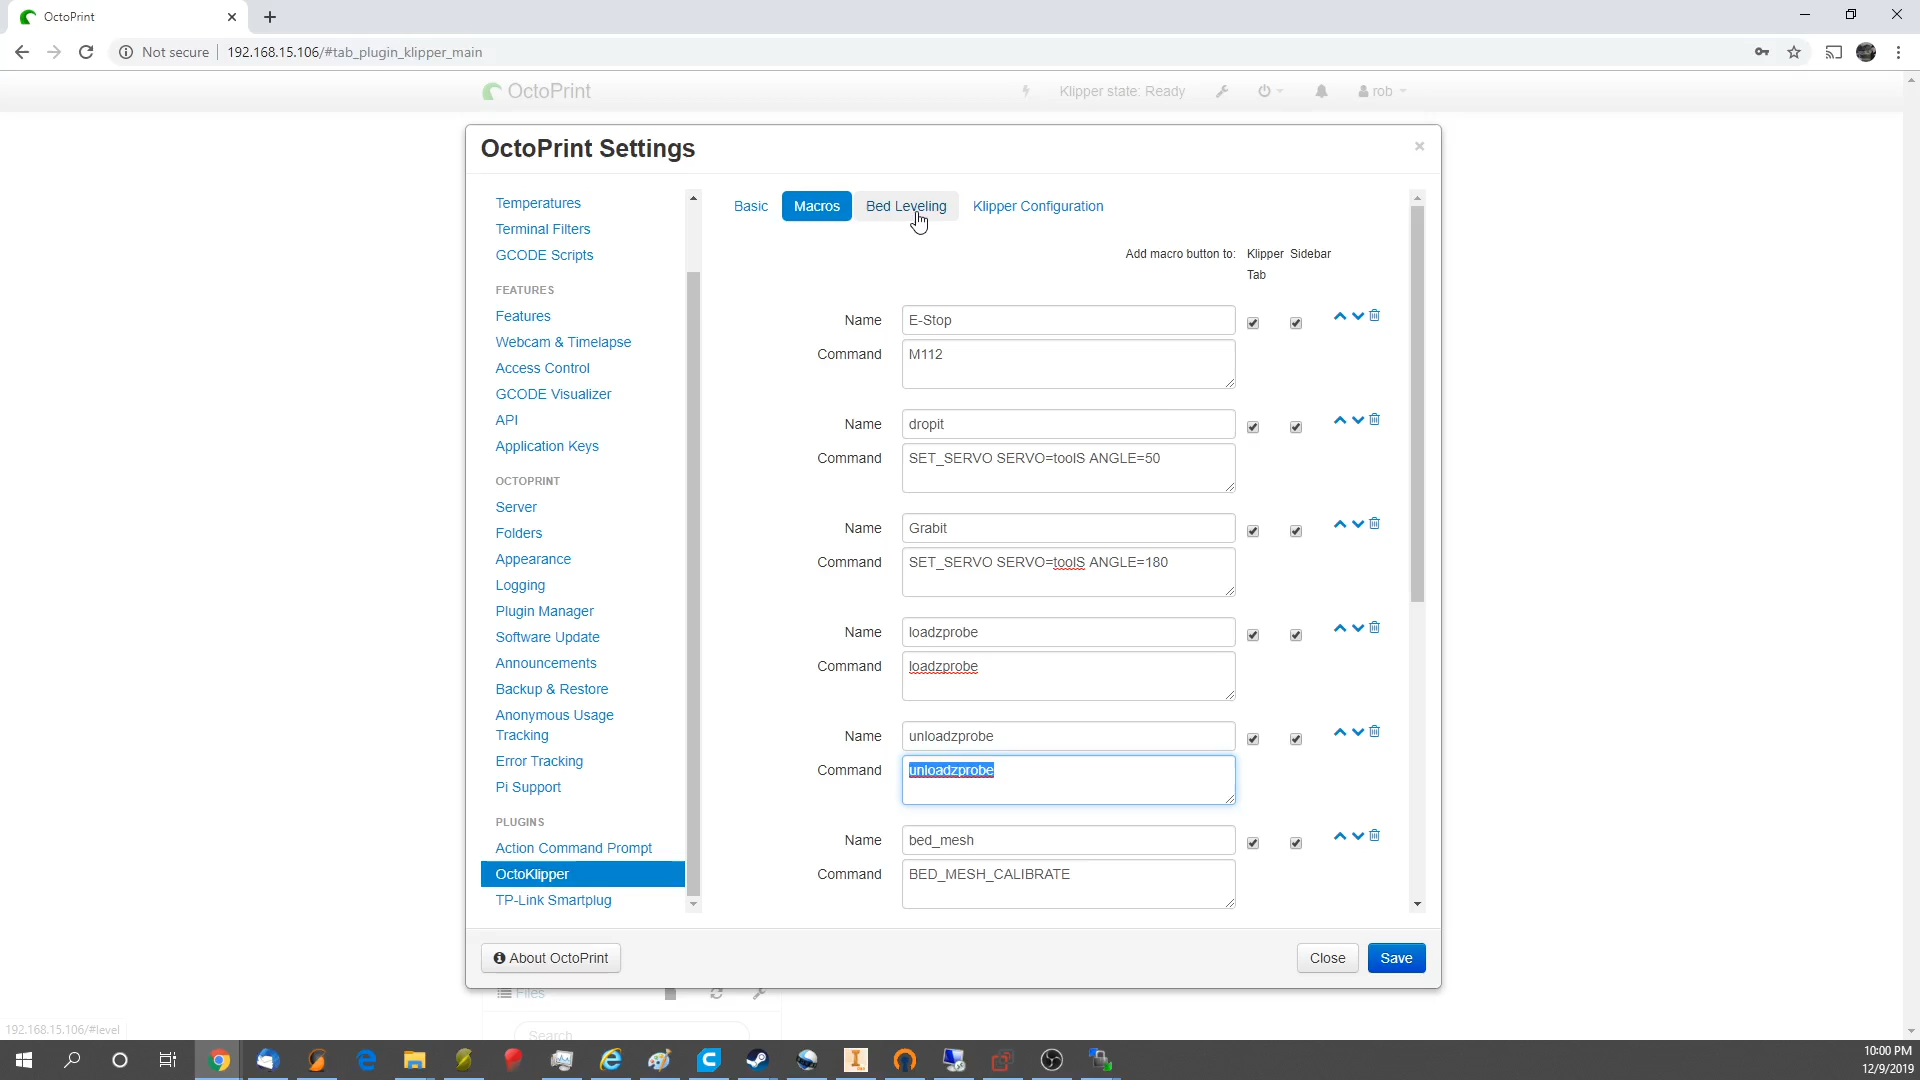 OctoPrint
Not secure
192.168.15.106/#tab_plugin_klipper_main
OctoPrint
Klipper state: Ready
rob
OctoPrint Settings
Temperatures
Terminal Filters
GCODE Scripts
FEATURES
Features
Webcam & Timelapse
Access Control
GCODE Visualizer
API
Application Keys
OCTOPRINT
Server
Folders
Appearance
Logging
Plugin Manager
Software Update
Announcements
Backup & Restore
Anonymous Usage
Tracking
Error Tracking
Pi Support
PLUGINS
Action Command Prompt
OctoKlipper
TP-Link Smartplug
Basic Macros Bed Leveling Klipper Configuration
Add macro button to: Klipper Sidebar
Tab
Name E-Stop
Command M112
Name dropit
Command SET_SERVO SERVO=toolS ANGLE=50
Name Grabit
Command SET_SERVO SERVO=toolS ANGLE=180
Name loadzprobe
Command loadzprobe
Name unloadzprobe
Command unloadzprobe
Name bed_mesh
Command BED_MESH_CALIBRATE
About OctoPrint
Close Save
Files
Search
192.168.15.106/#level
10:00 PM
12/9/2019